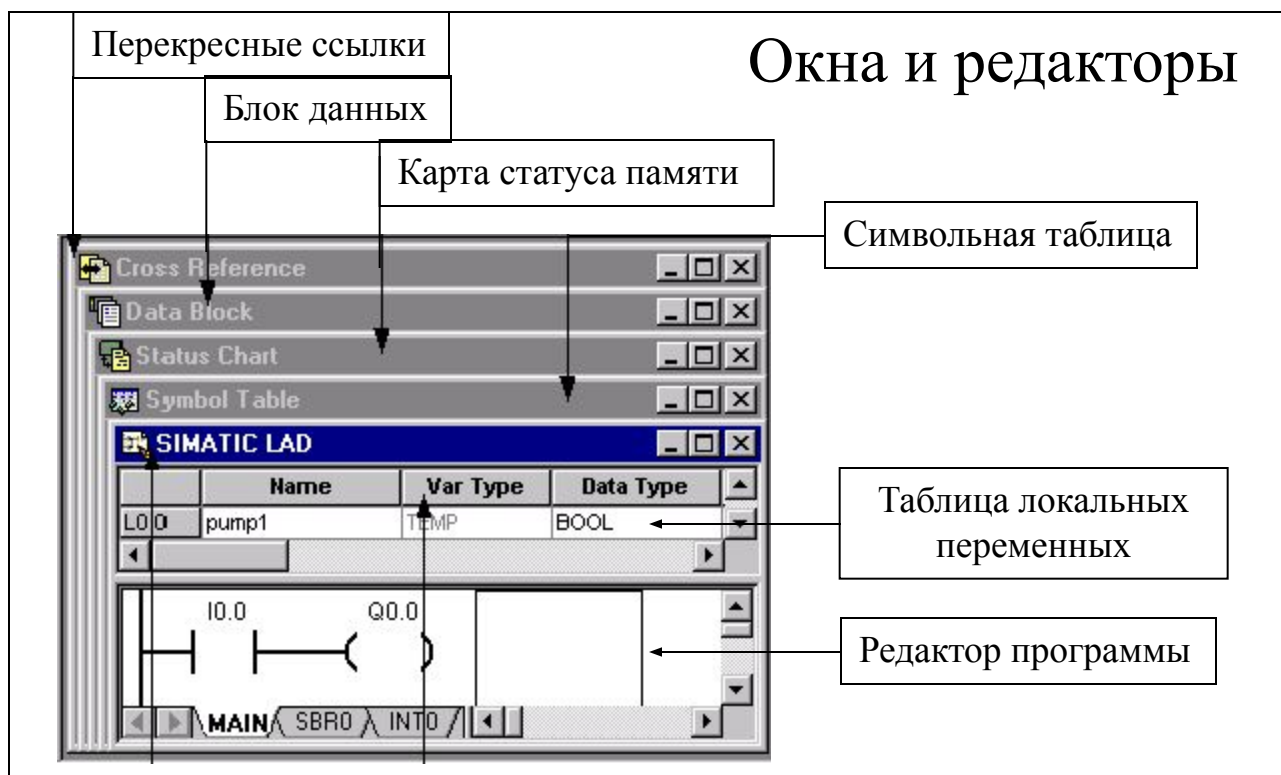 Перекресные ссылки
Окна и редакторы
Блок данных
Карта статуса памяти
Символьная таблица
Cross Reference
Data Block
Status Chart
Symbol Table
SIMATIC LAD
Name Var Type Data Type
L0.0 pump1 TEMP BOOL
Таблица локальных
переменных
I0.0 Q0.0
Редактор программы
MAIN SBR0 INT0